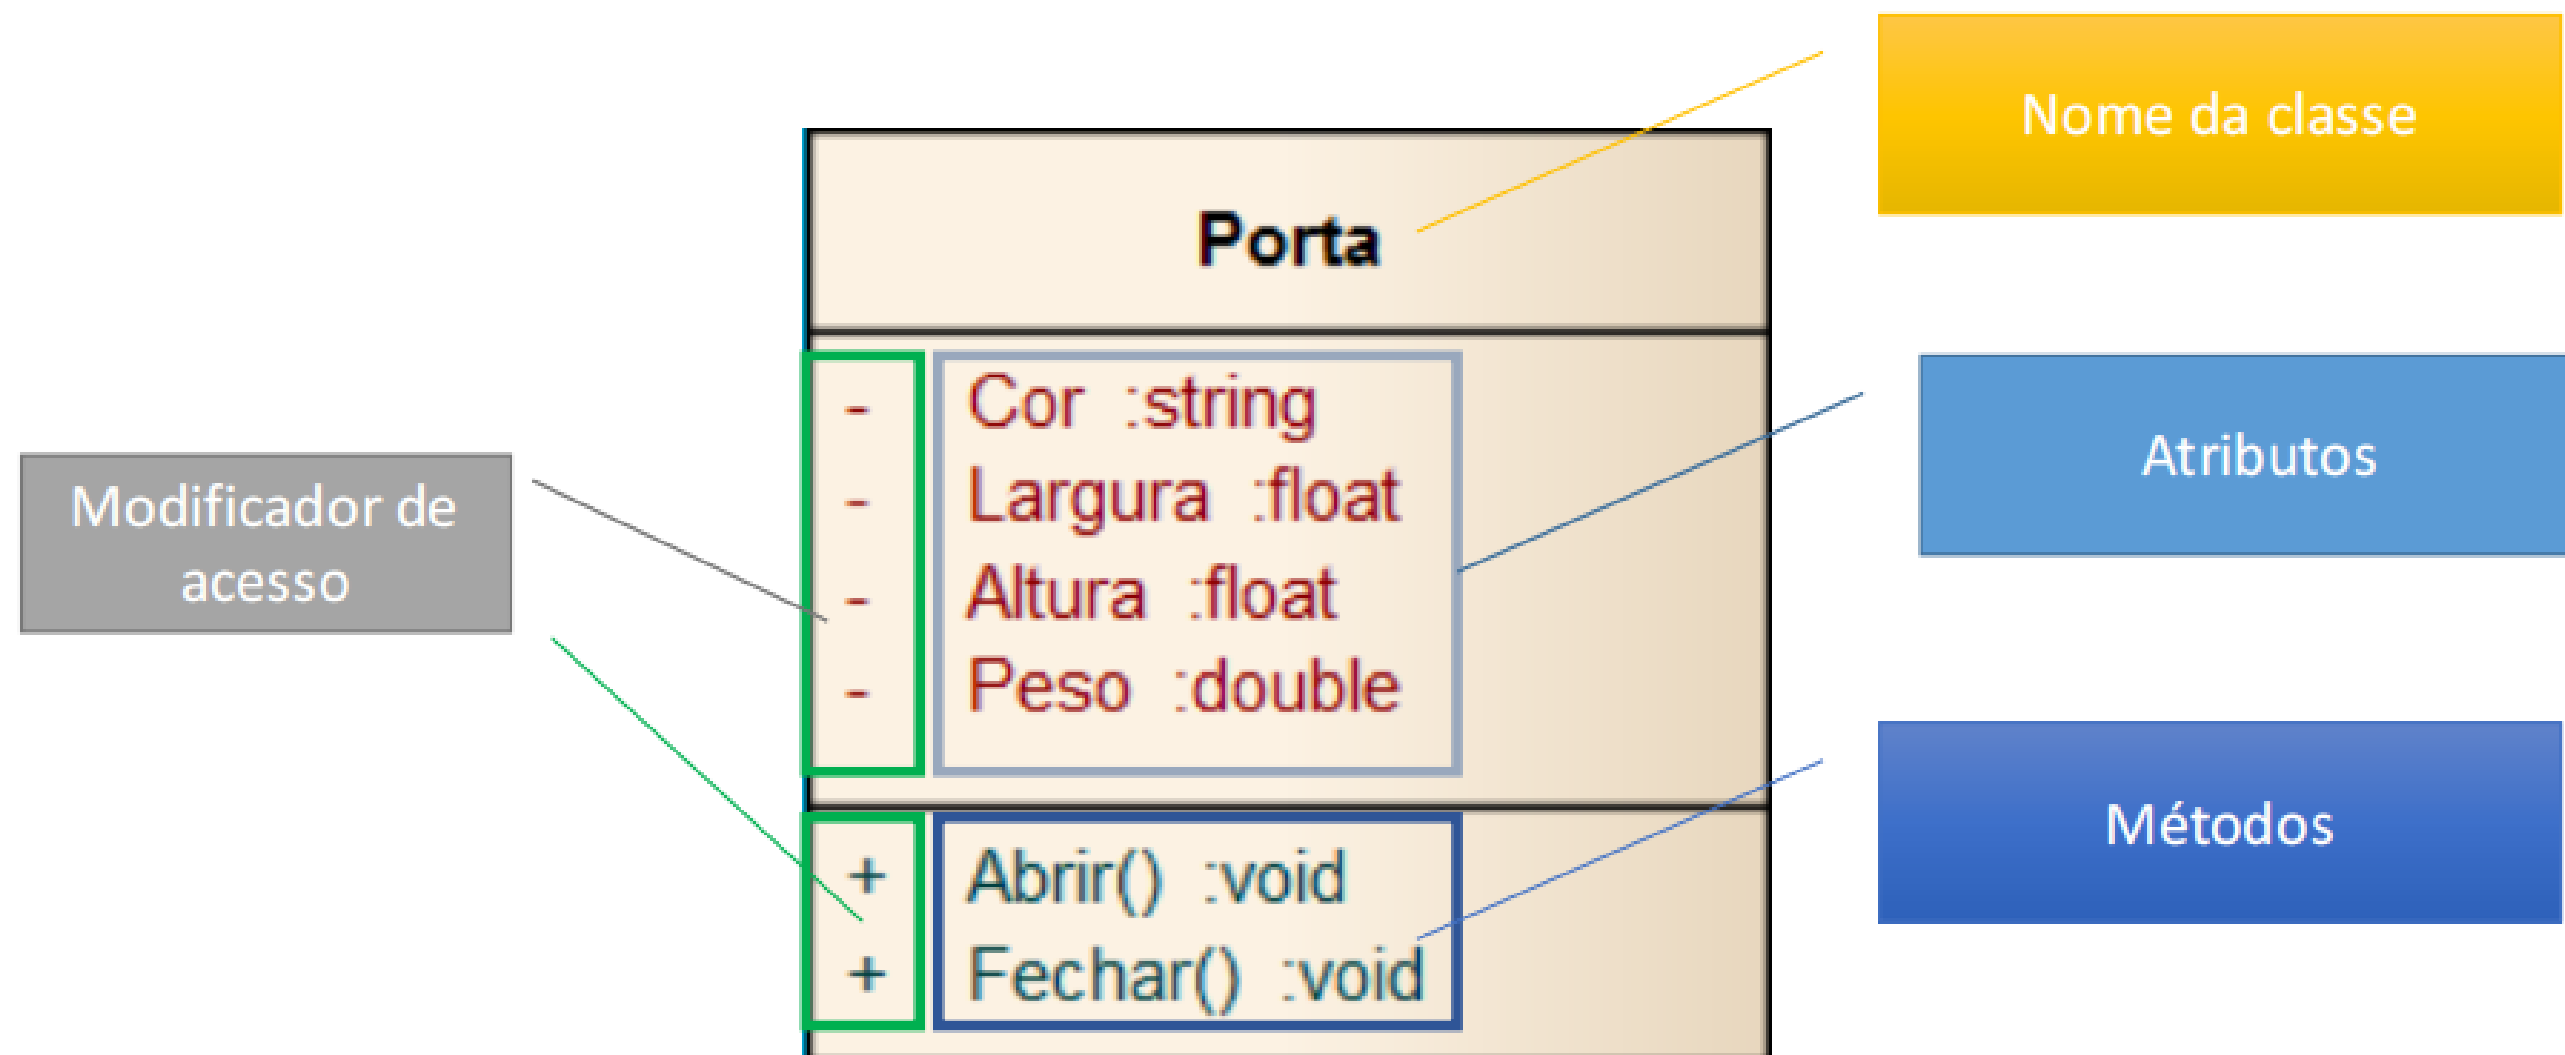 Nome da classe
Porta
- Cor :string
- Largura :float
- Altura :float
- Peso :double
Atributos
Modificador de
acesso
+ Abrir() :void
+ Fechar() :void
Métodos